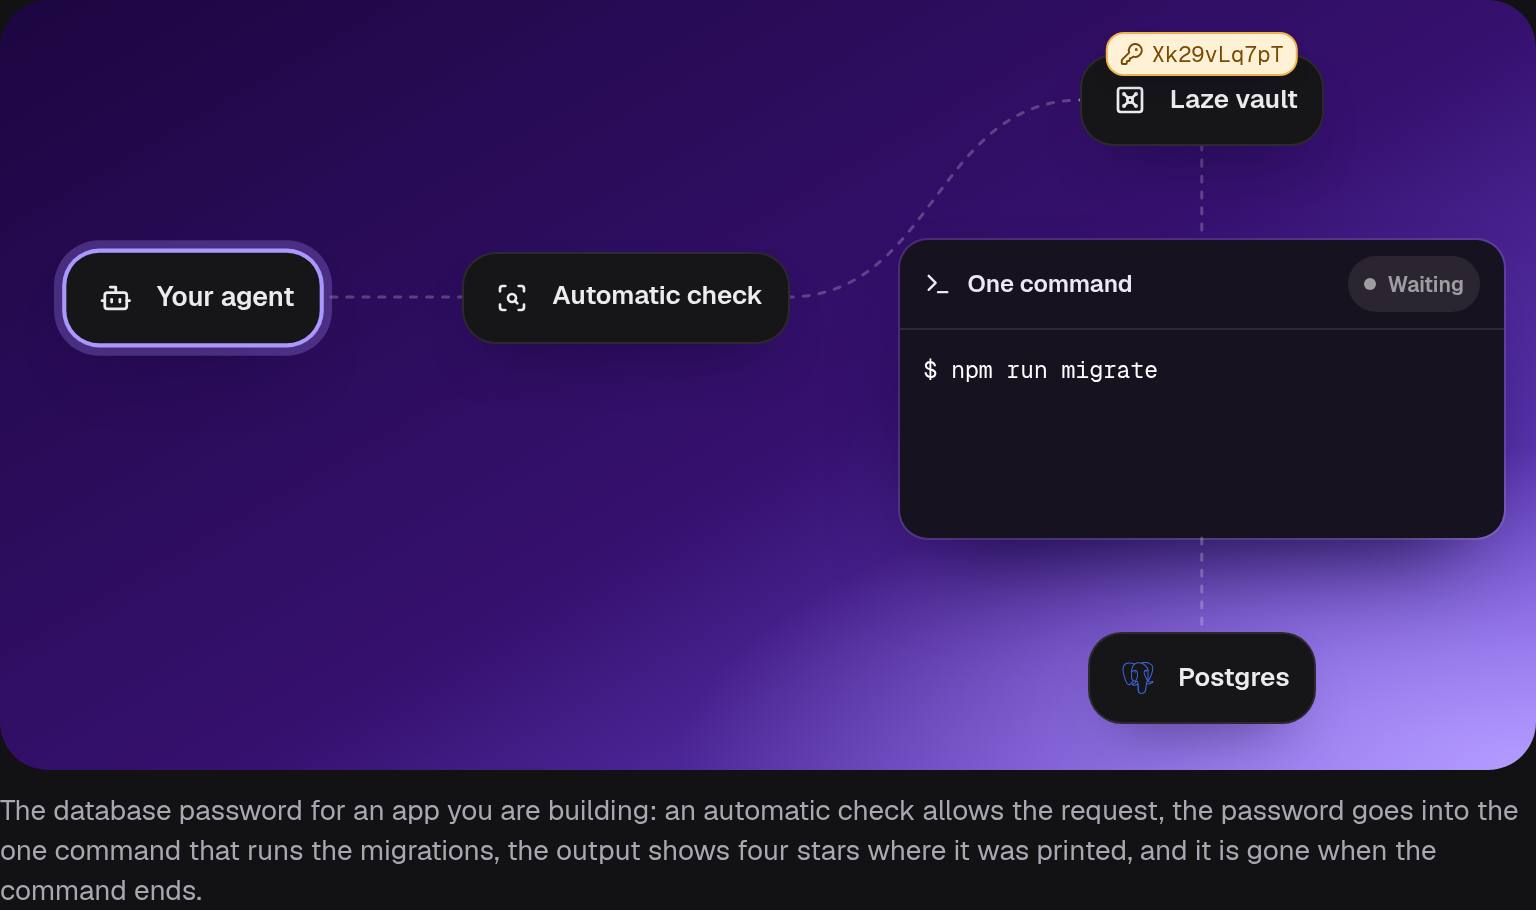 Xk29vLq7pT
Laze vault
Your agent
Automatic check
One command
Waiting
$ npm run migrate
Postgres
The database password for an app you are building: an automatic check allows the request, the password goes into the
one command that runs the migrations, the output shows four stars where it was printed, and it is gone when the
command ends.